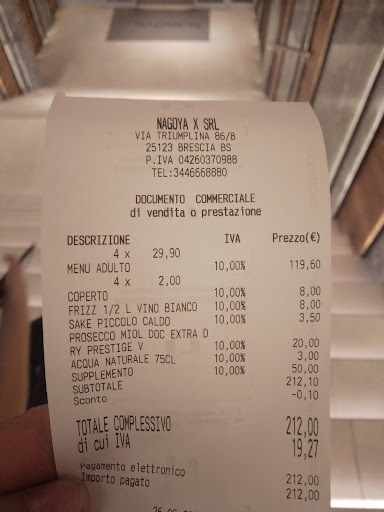 NAGOYA X SRL
VIA TRIUMPLINA 86/B
25123 BRESCIA BS
P.IVA 04260370988
TEL:3446668880
DOCUMENTO COMMERCIALE
di vendita o prestazione
DESCRIZIONE IVA Prezzo(€)
4 x 29,90
MENU ADULTO 10,00% 119,60
4 x 2,00
COPERTO 10,00% 8,00
FRIZZ 1/2 L VINO BIANCO 10,00% 8,00
SAKE PICCOLO CALDO 10,00% 3,50
PROSECCO MIOL DOC EXTRA D
RY PRESTIGE V 10,00% 20,00
ACQUA NATURALE 75CL 10,00% 3,00
SUPPLEMENTO 10,00% 50,00
SUBTOTALE 212,10
Sconto -0,10
TOTALE COMPLESSIVO 212,00
di cui IVA 19,27
Pagamento elettronico 212,00
Importo pagato 212,00